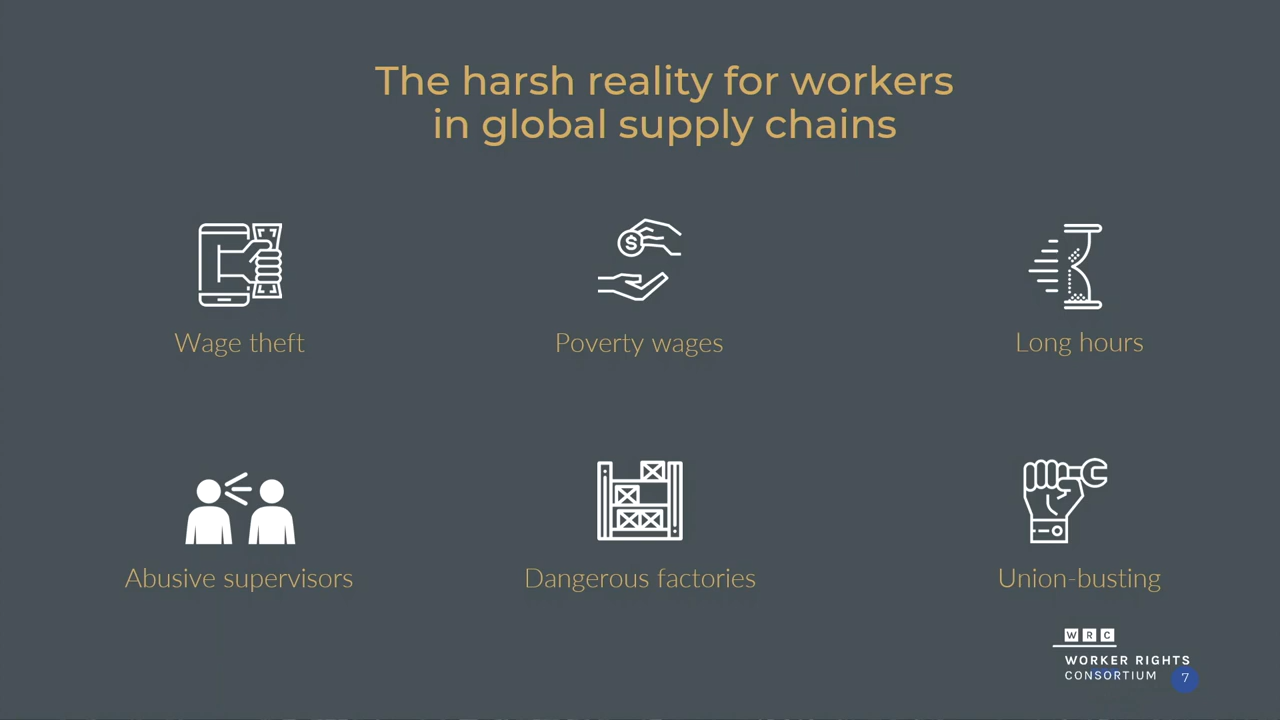 The harsh reality for workers
in global supply chains
$
Wage theft
Poverty wages
Long hours
Abusive supervisors
Dangerous factories
Union-busting
WRC
WORKER RIGHTS
CONSORTIUM
7